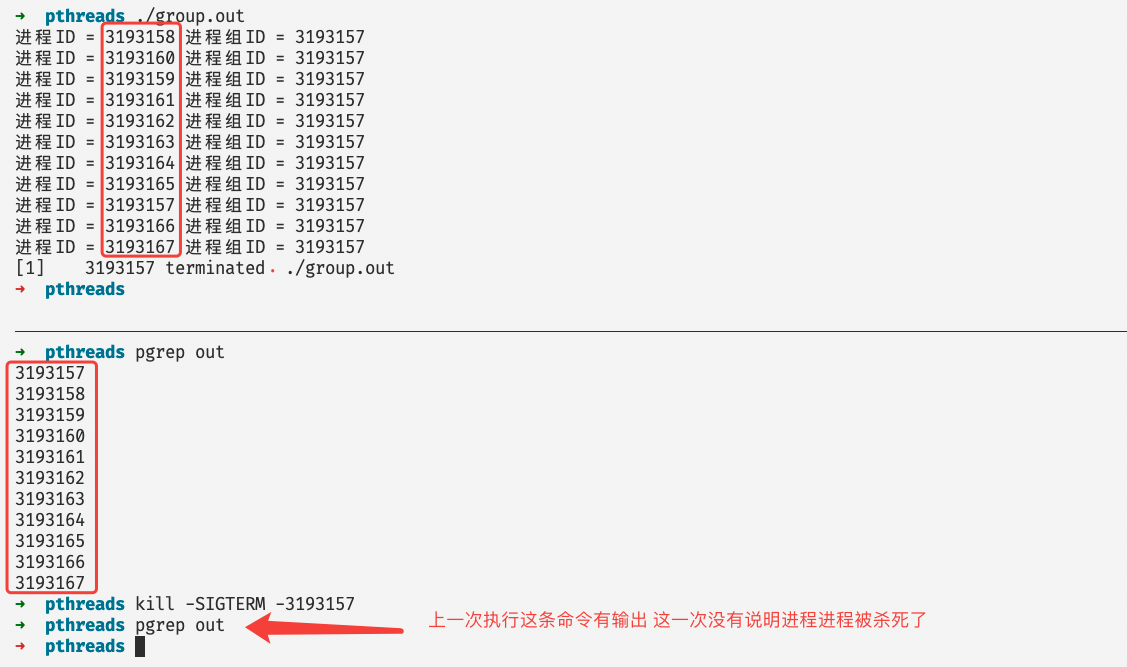 ➜ pthreads ./group.out
进程ID = 3193158 进程组ID = 3193157
进程ID = 3193160 进程组ID = 3193157
进程ID = 3193159 进程组ID = 3193157
进程ID = 3193161 进程组ID = 3193157
进程ID = 3193162 进程组ID = 3193157
进程ID = 3193163 进程组ID = 3193157
进程ID = 3193164 进程组ID = 3193157
进程ID = 3193165 进程组ID = 3193157
进程ID = 3193157 进程组ID = 3193157
进程ID = 3193166 进程组ID = 3193157
进程ID = 3193167 进程组ID = 3193157
[1] 3193157 terminated ./group.out
➜ pthreads
➜ pthreads pgrep out
3193157
3193158
3193159
3193160
3193161
3193162
3193163
3193164
3193165
3193166
3193167
➜ pthreads kill -SIGTERM -3193157
➜ pthreads pgrep out 上一次执行这条命令有输出 这一次没有说明进程进程被杀死了
➜ pthreads